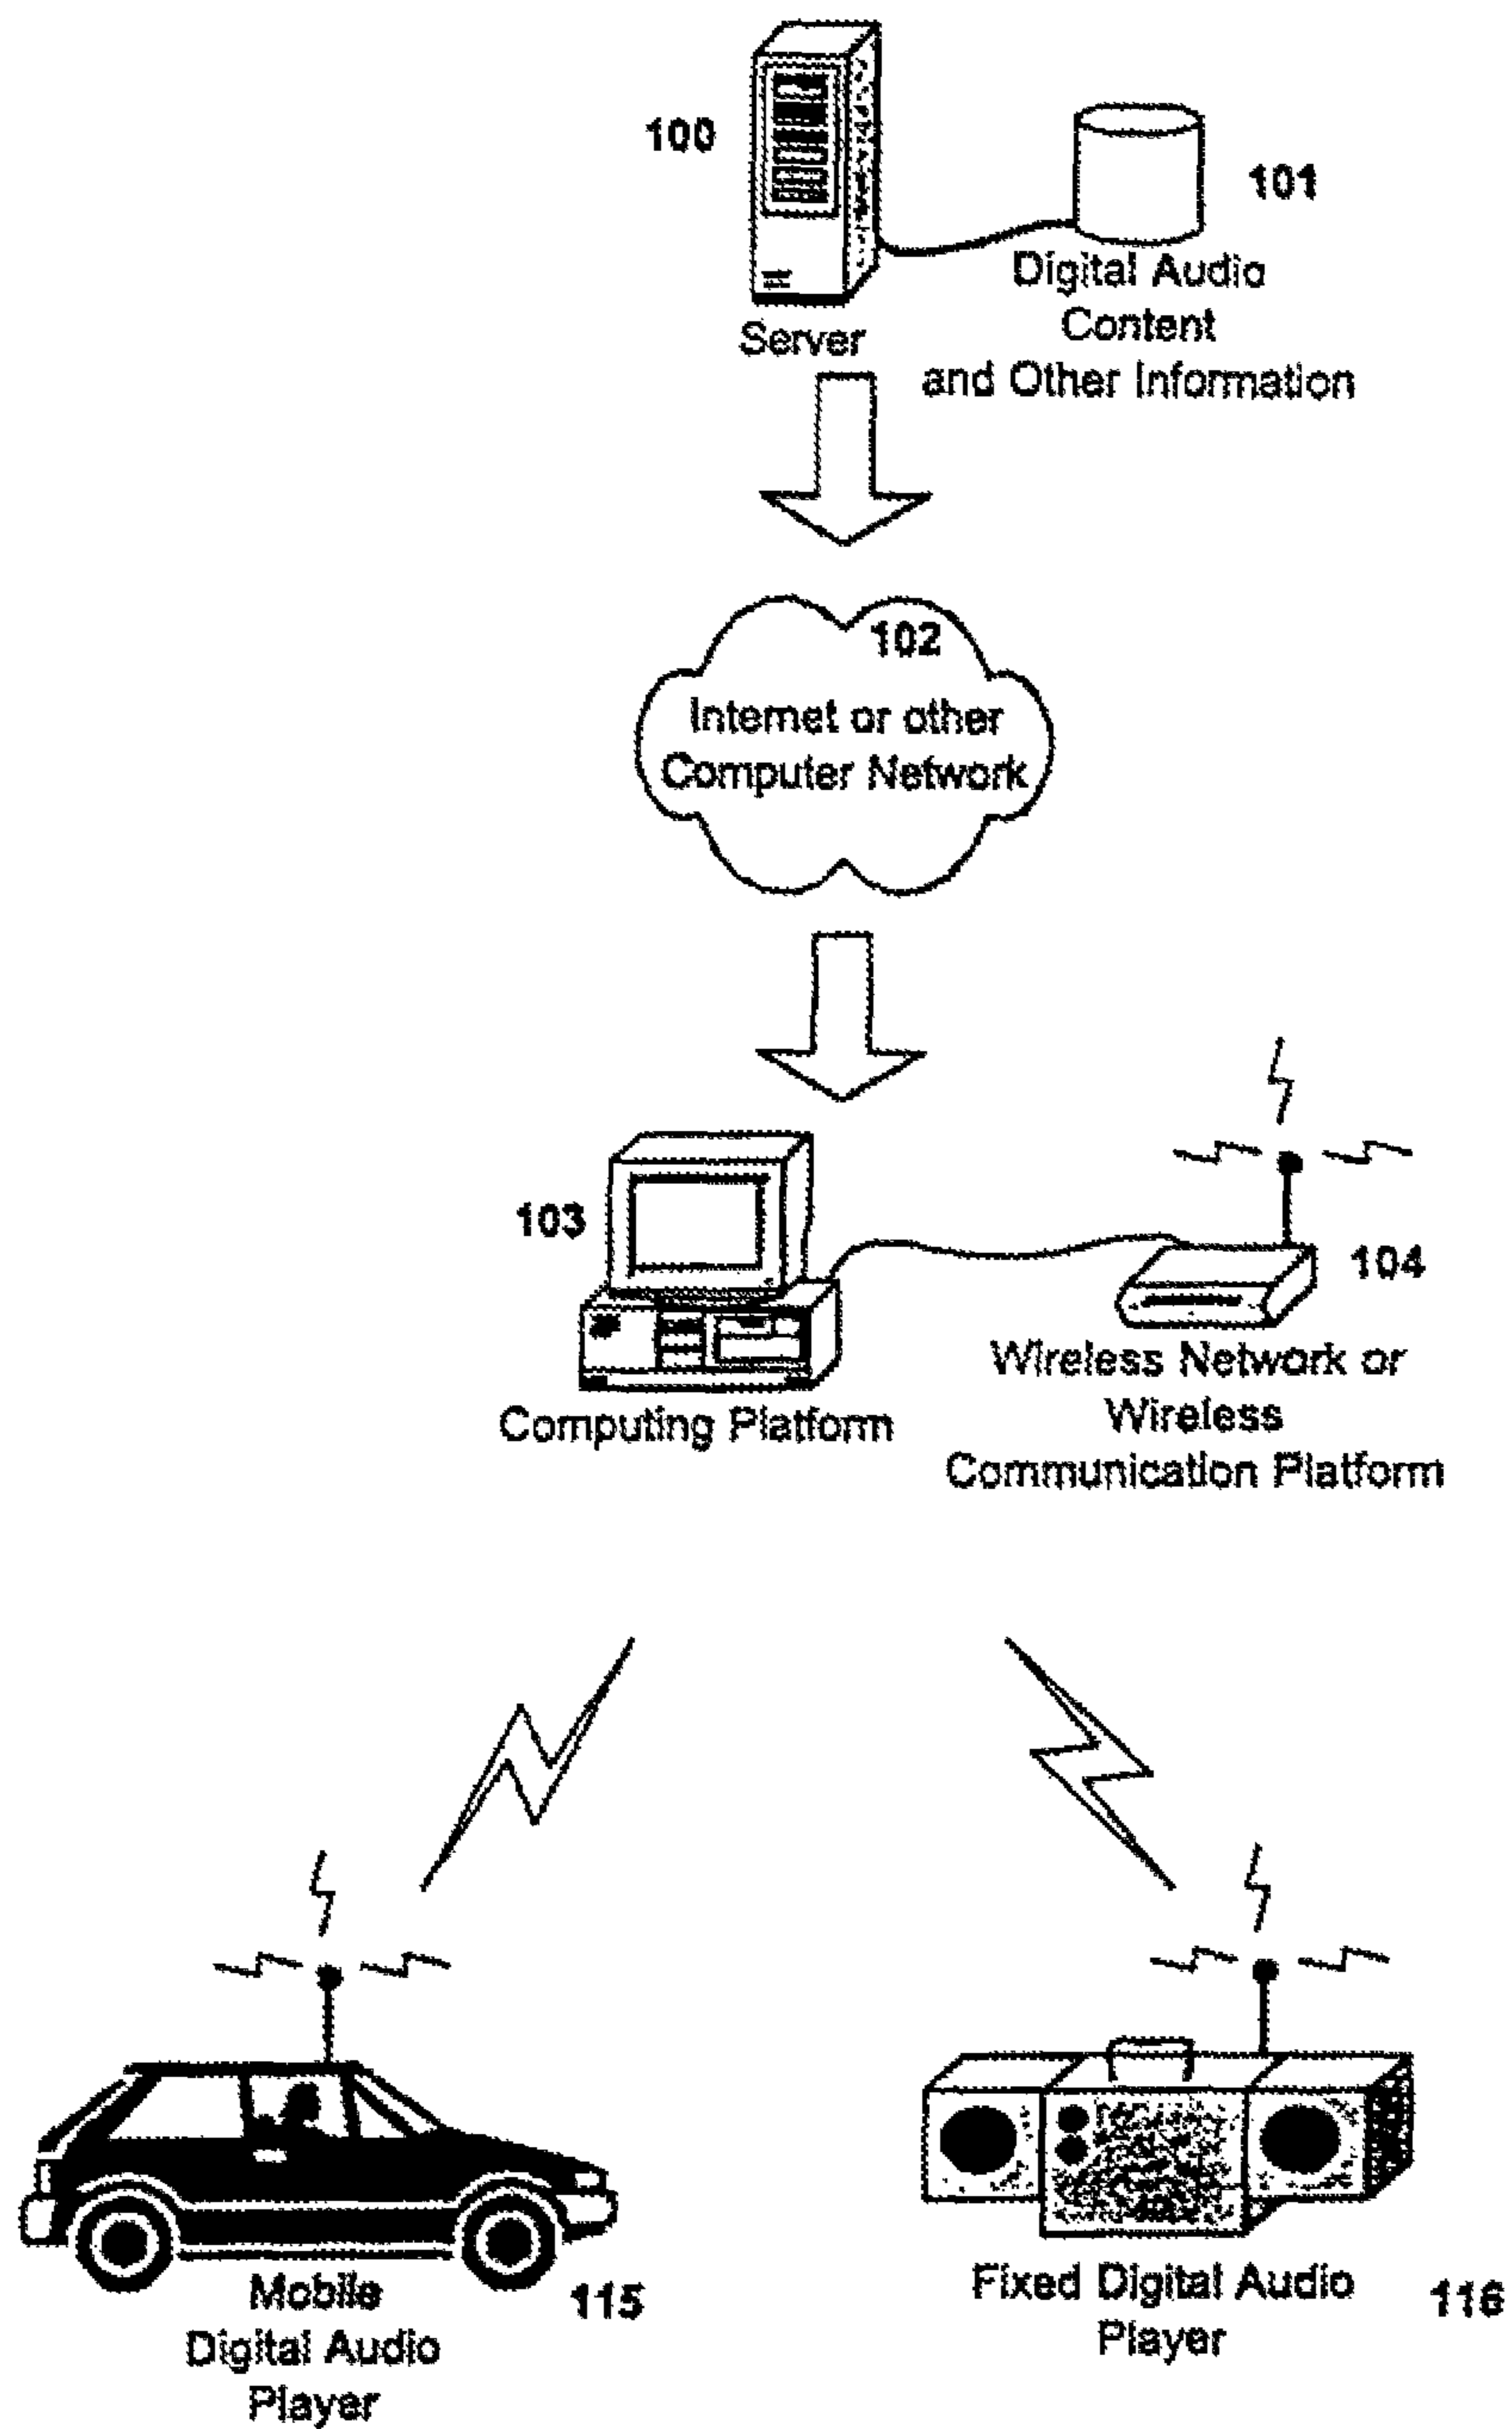 100
101
Server
Digital Audio
Content
and Other Information
102
Internet or other
Computer Network
103
104
Computing Platform
Wireless Network or
Wireless
Communication Platform
Mobile
Digital Audio
Player
115
Fixed Digital Audio
Player
116